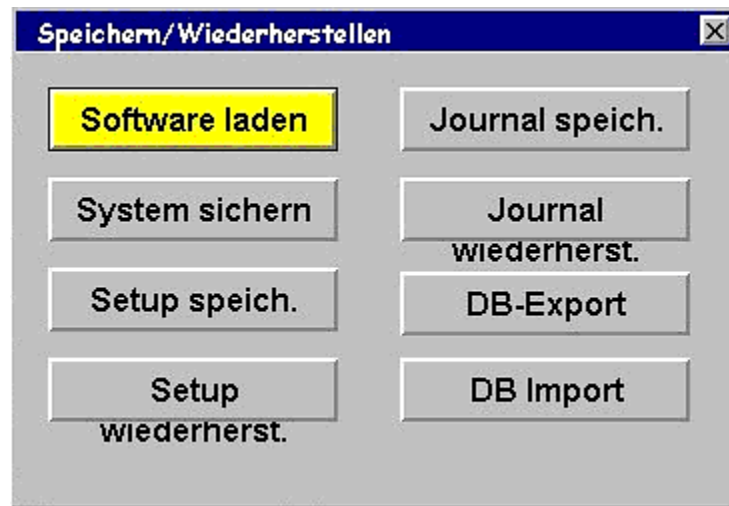 Speichern/Wiederherstellen
Software laden
System sichern
Setup speich.
Setup
wiederherst.
Journal speich.
Journal
wiederherst.
DB-Export
DB Import